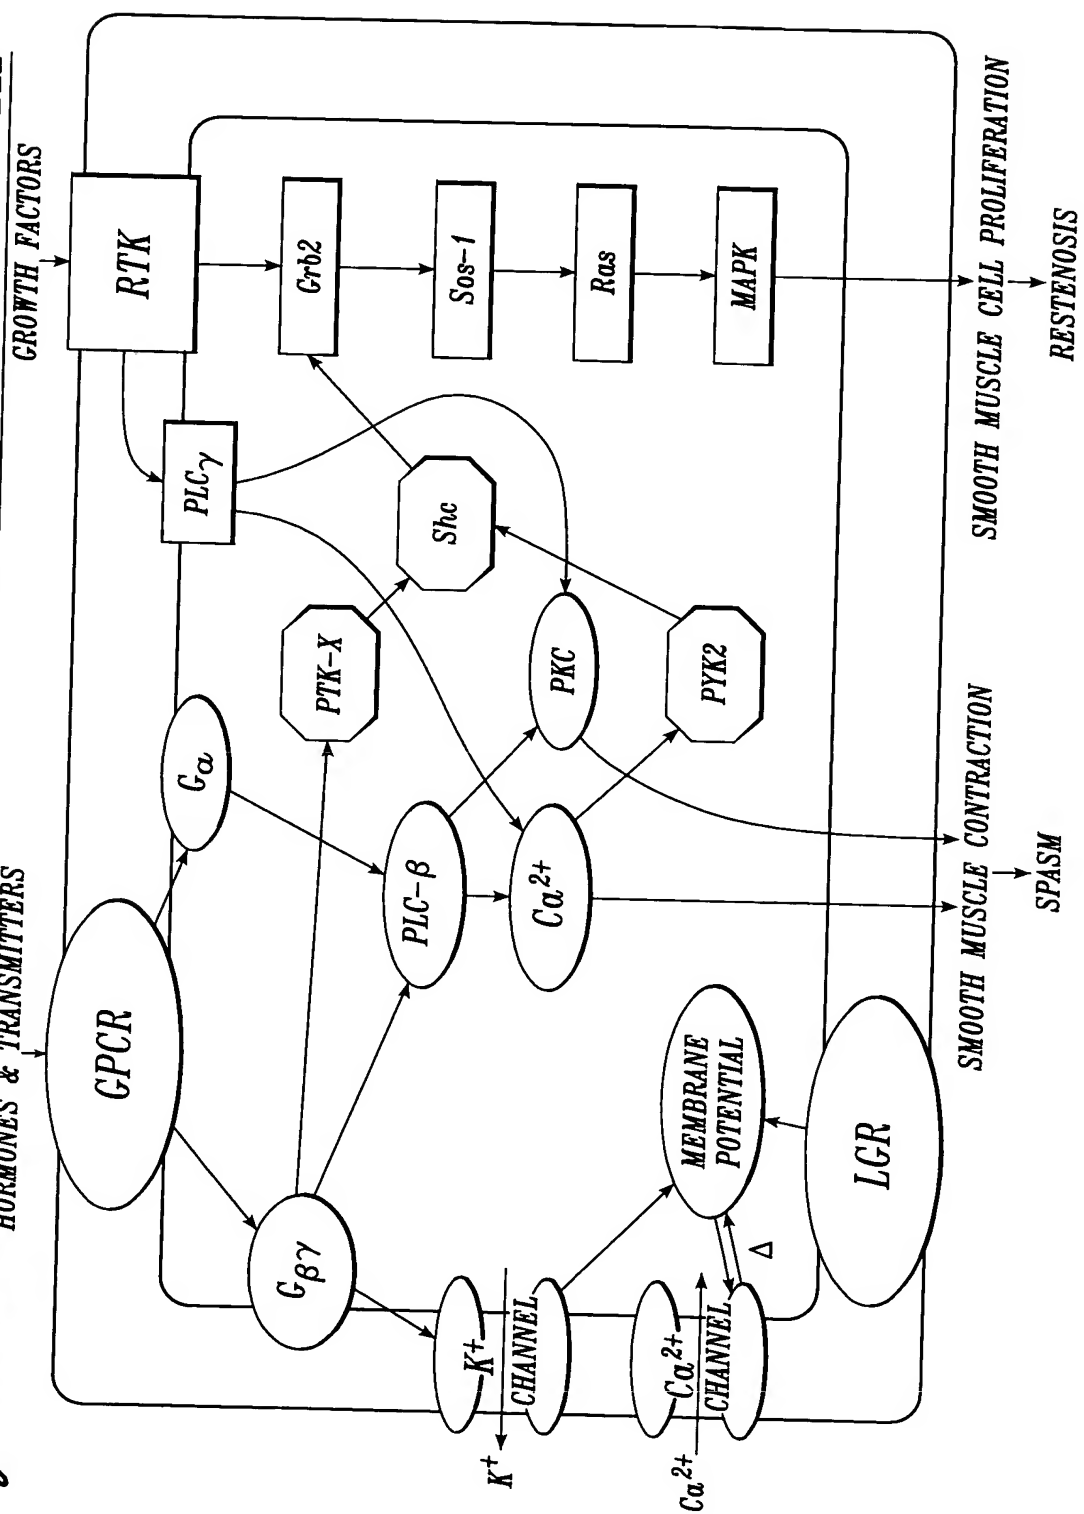 HORMONES & TRANSMITTERS
GROWTH FACTORS
GPCR
RTK
Gα
PLCγ
Gβγ
PTK-X
Grb2
PLC-β
Shc
Sos-1
K+
CHANNEL
K+
Ca2+
PKC
Ras
Ca2+
CHANNEL
Ca2+
Δ
MEMBRANE
POTENTIAL
PYK2
MAPK
LGR
SMOOTH MUSCLE CONTRACTION
SPASM
SMOOTH MUSCLE CELL PROLIFERATION
RESTENOSIS